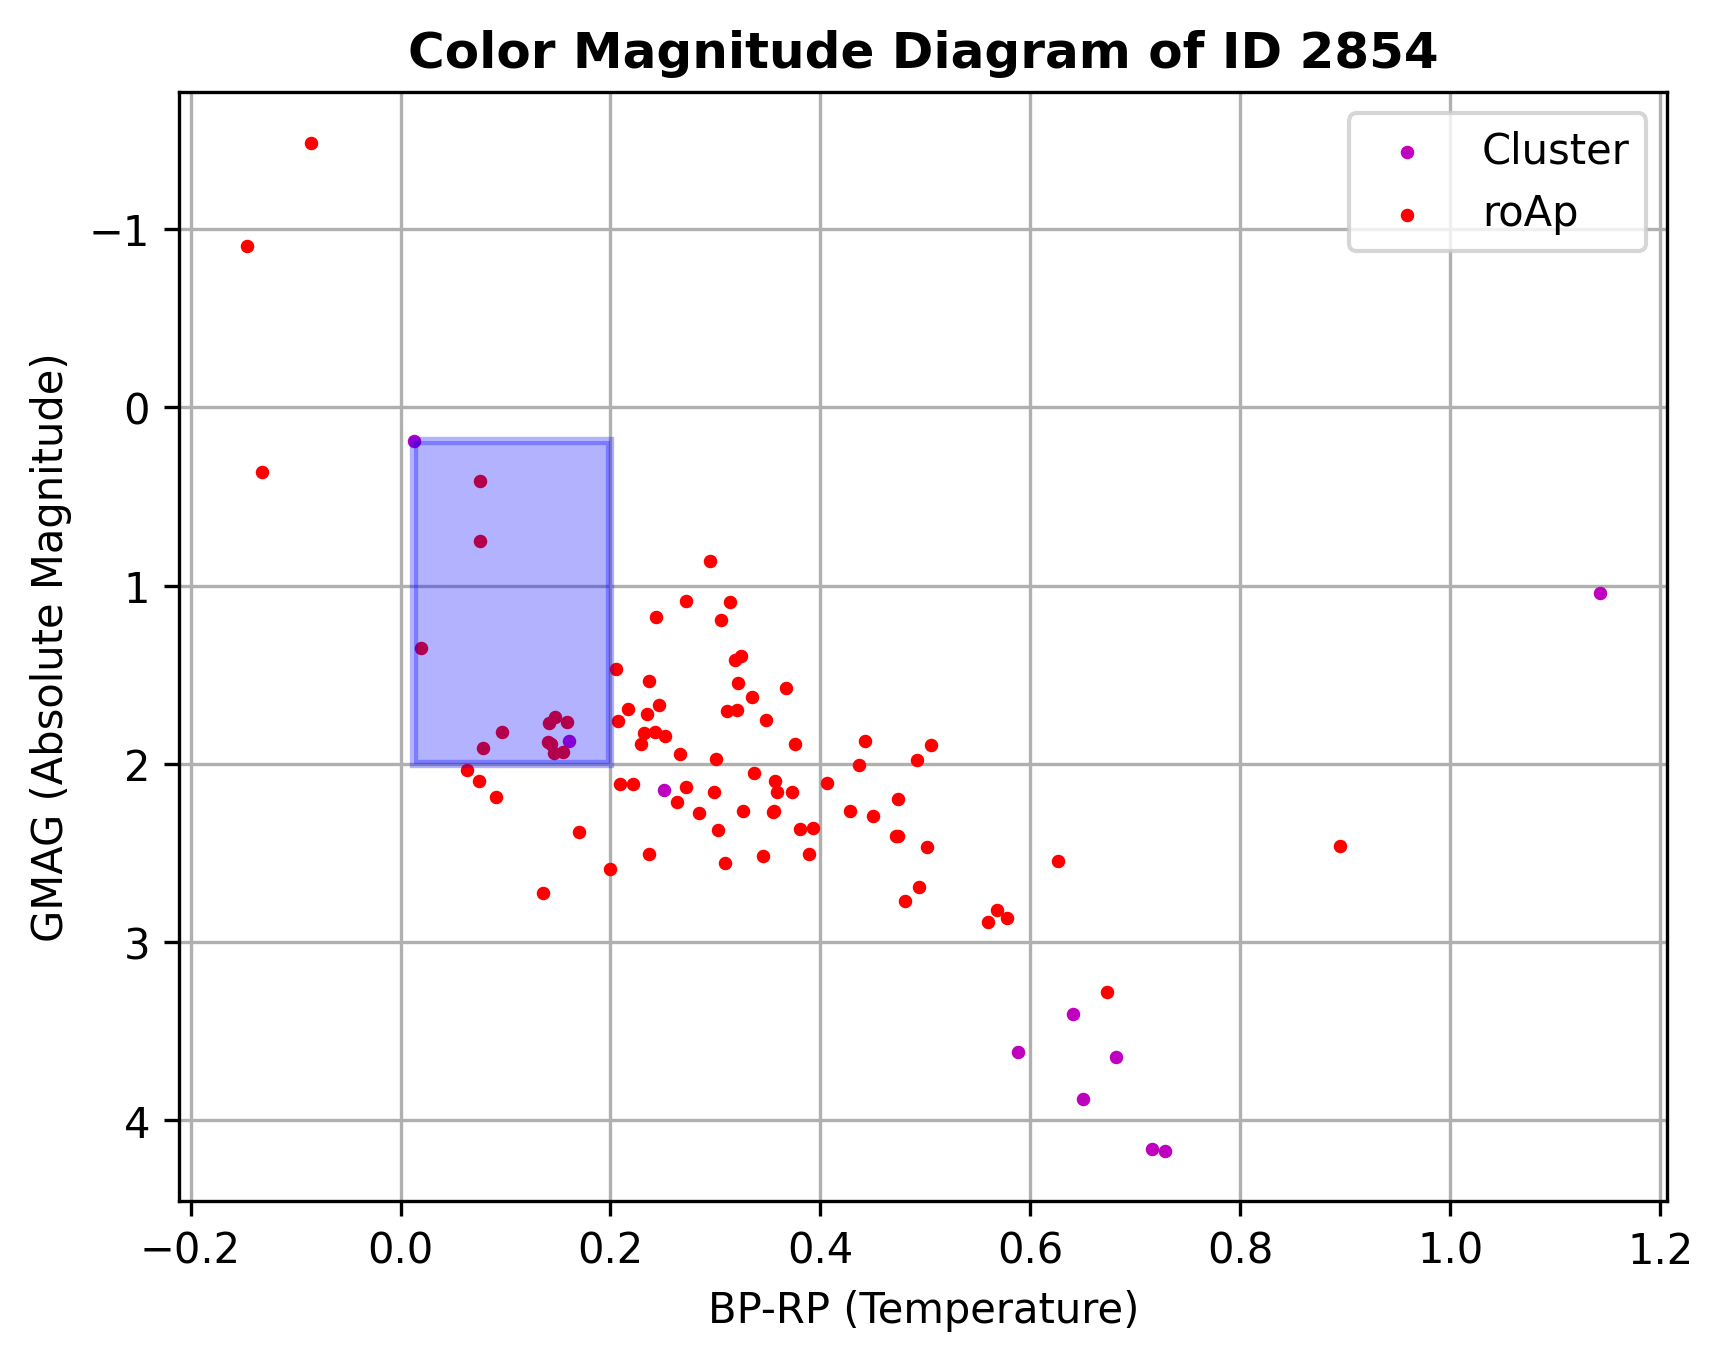 Color Magnitude Diagram of ID 2854
Cluster
roAp
−1
0
1
2
3
4
GMAG (Absolute Magnitude)
−0.2 0.0 0.2 0.4 0.6 0.8 1.0 1.2
BP-RP (Temperature)